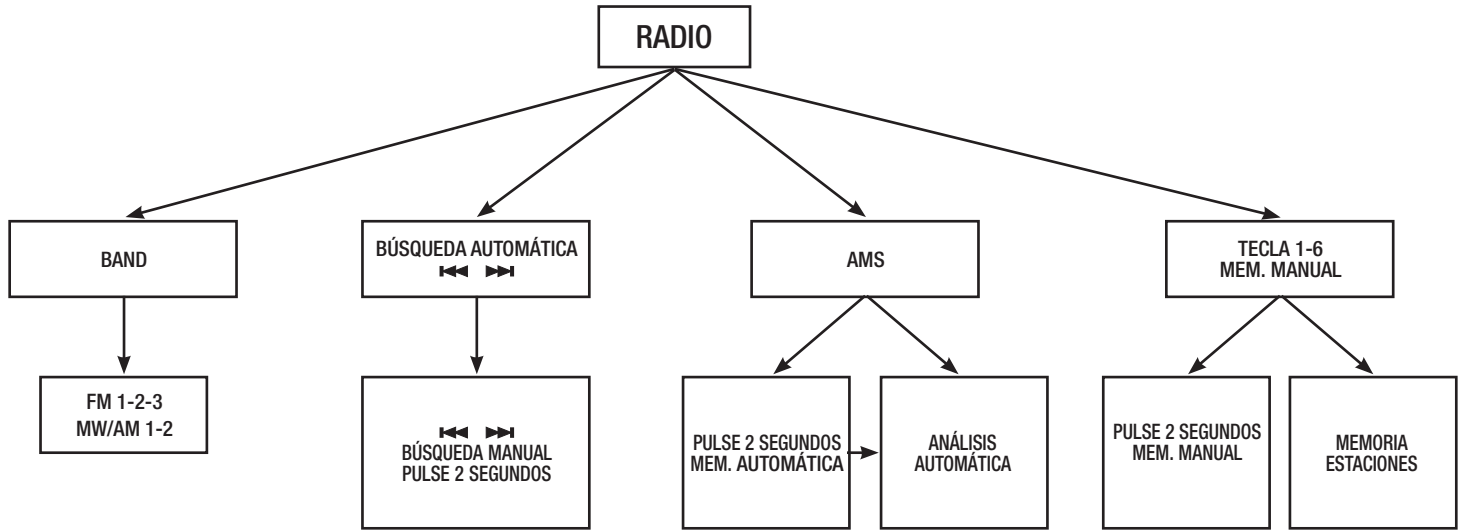 RADIO
BAND
BÚSQUEDA AUTOMÁTICA
AMS
TECLA 1-6
MEM. MANUAL
FM 1-2-3
MW/AM 1-2
BÚSQUEDA MANUAL
PULSE 2 SEGUNDOS
PULSE 2 SEGUNDOS
MEM. AUTOMÁTICA
ANÁLISIS
AUTOMÁTICA
PULSE 2 SEGUNDOS
MEM. MANUAL
MEMORIA
ESTACIONES